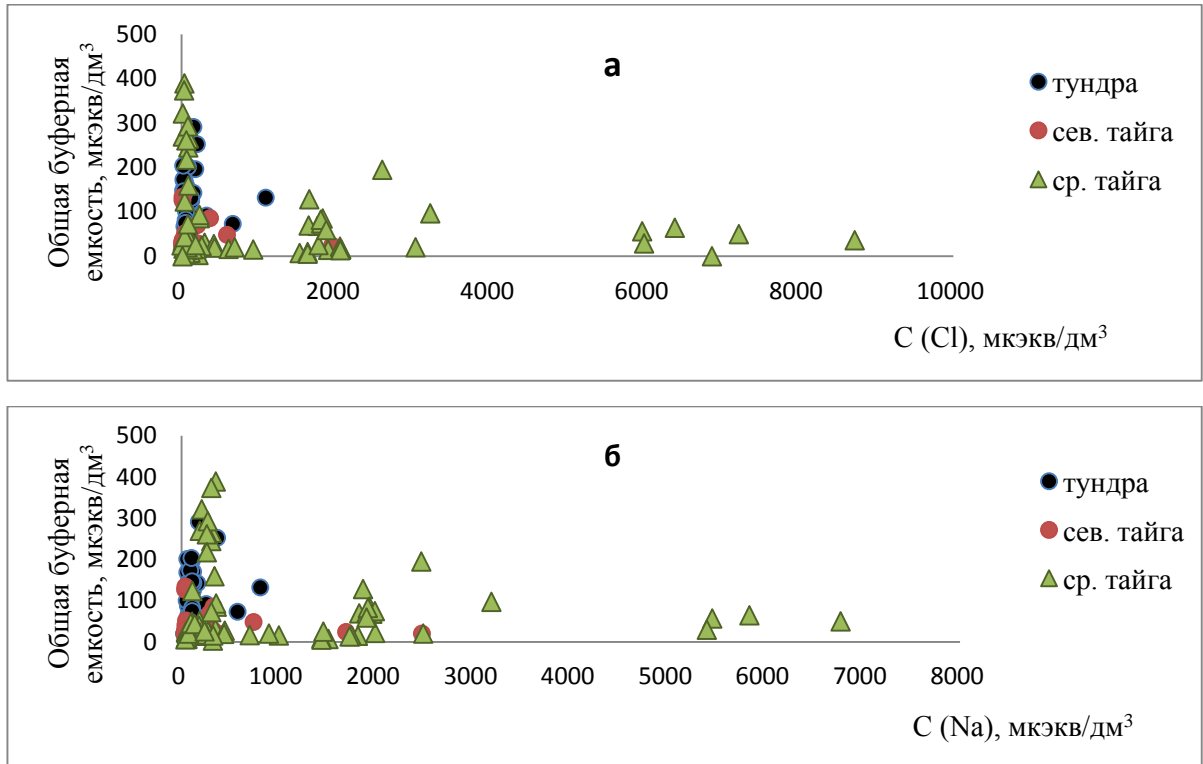 а
Общая буферная
емкость, мкэкв/дм³
500
400
300
200
100
0
0 2000 4000 6000 8000 10000
С (Cl), мкэкв/дм³
тундра
сев. тайга
ср. тайга
б
Общая буферная
емкость, мкэкв/дм³
500
400
300
200
100
0
0 1000 2000 3000 4000 5000 6000 7000 8000
С (Na), мкэкв/дм³
тундра
сев. тайга
ср. тайга